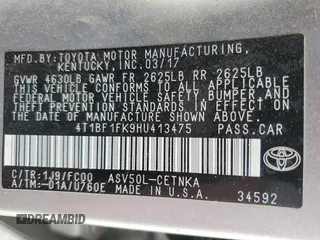 MFD.BY:TOYOTA MOTOR MANUFACTURING,
KENTUCKY, INC.03/17
GVWR 4630LB GAWR FR 2625LB RR 2625LB
THIS VEHICLE CONFORMS TO ALL APPLICABLE
FEDERAL MOTOR VEHICLE SAFETY, BUMPER, AND
THEFT PREVENTION STANDARDS IN EFFECT ON
THE DATE OF MANUFACTURE SHOWN ABOVE.
4T1BF1FK9HU413475 PASS.CAR
C/TR:1J9/FC00 ASV50L-CETNKA
A/TM:-01A/U760E MADE IN U.S.A.
TOYOTA
34592
DEALERBIDHISTORY